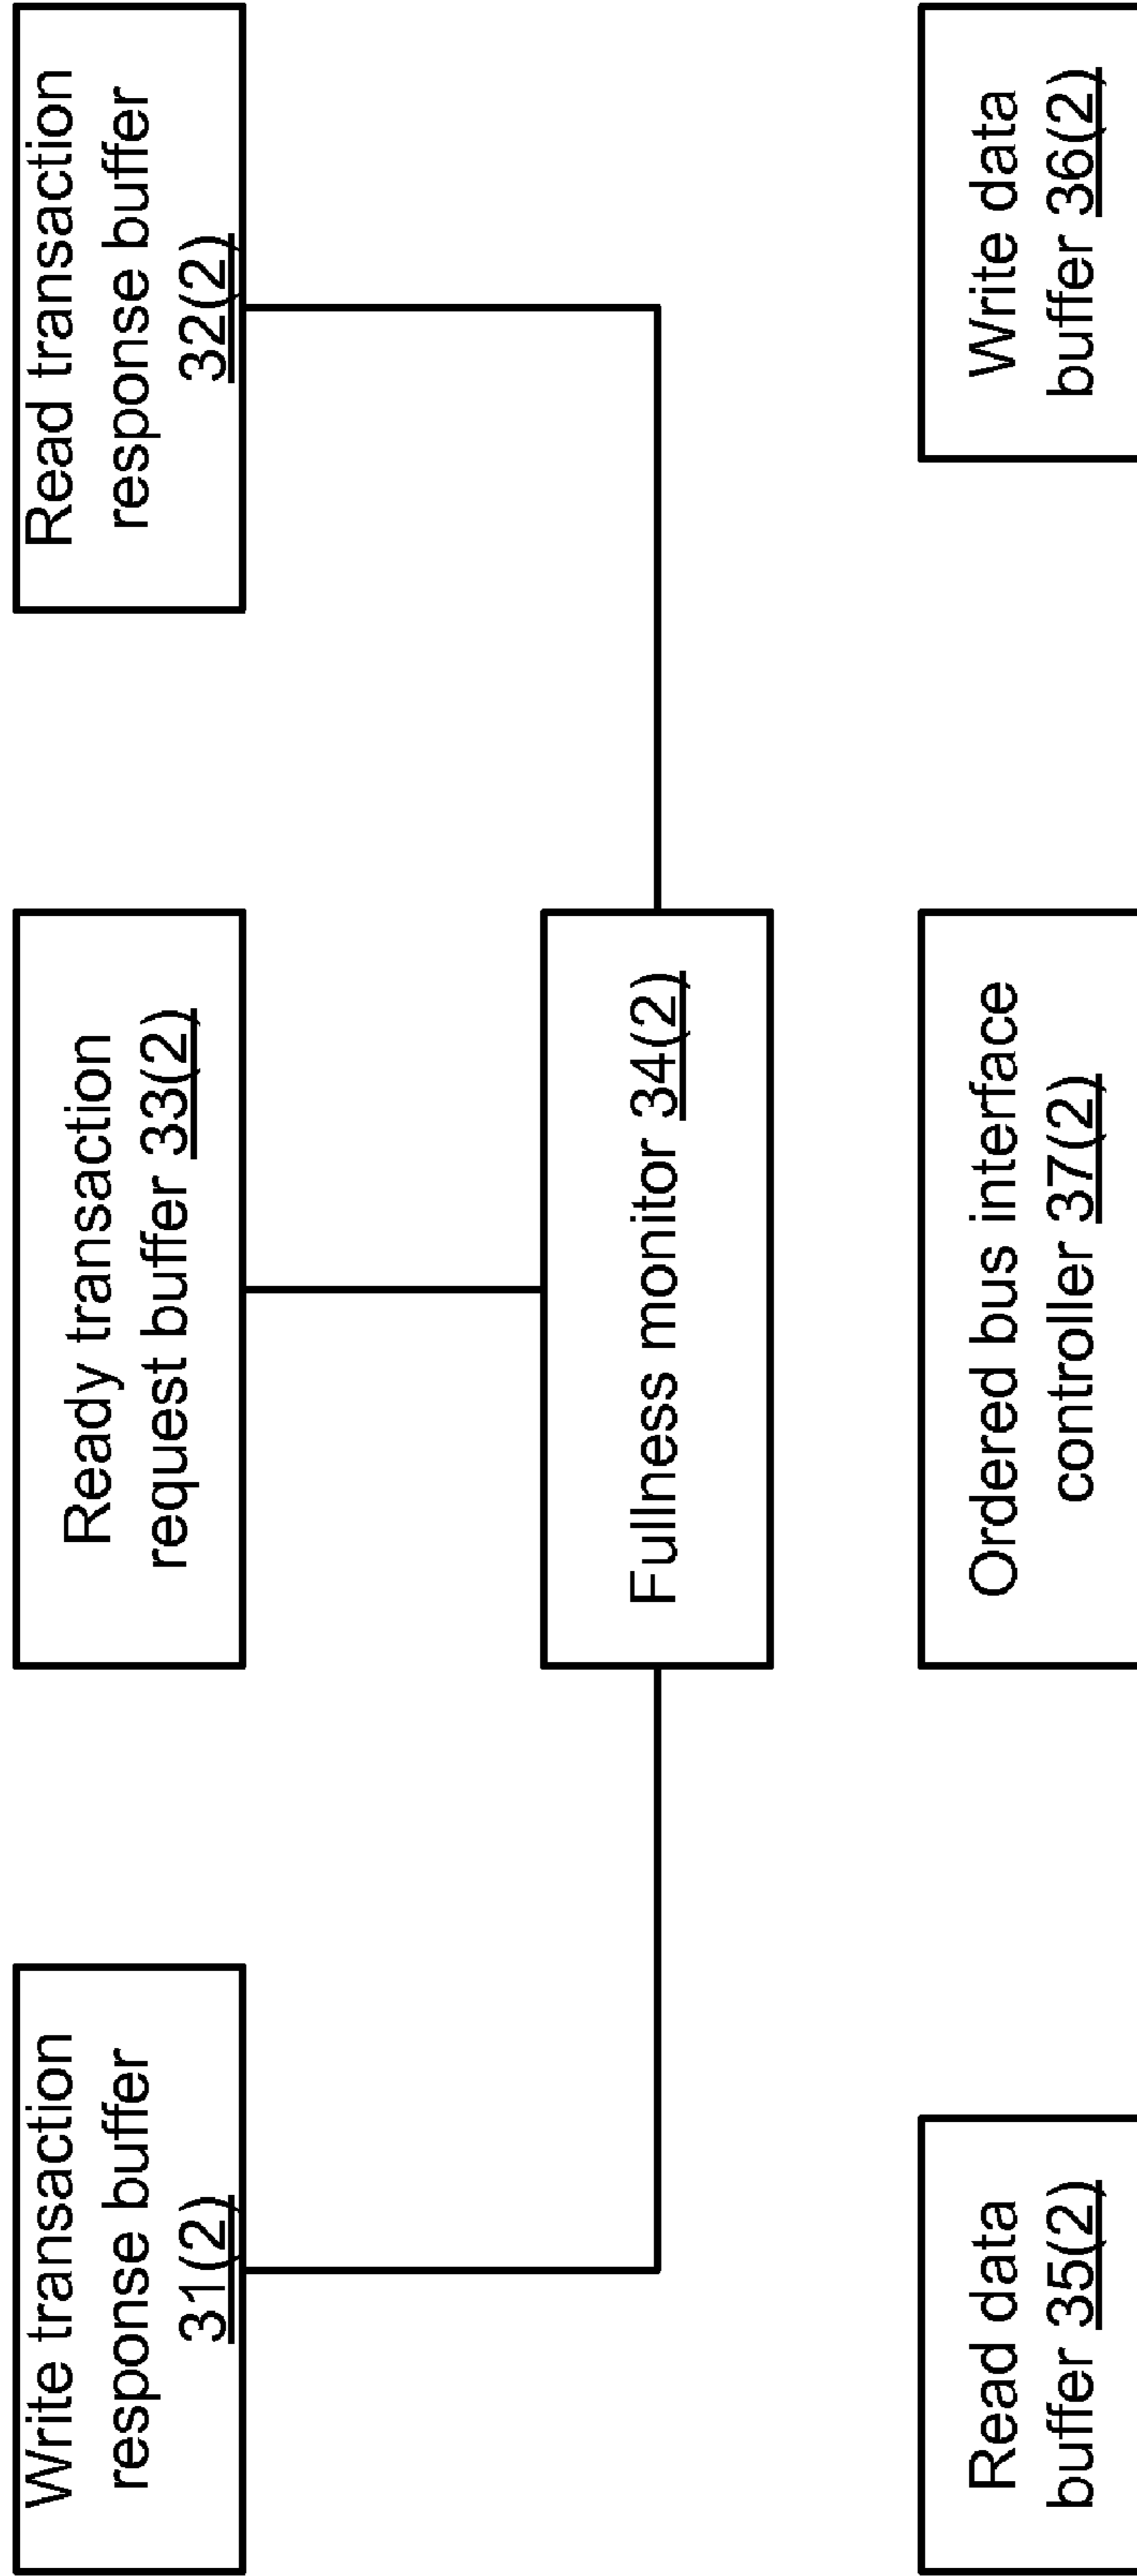 Write transaction
response buffer
31(2)
Ready transaction
request buffer 33(2)
Read transaction
response buffer
32(2)
Fullness monitor 34(2)
Read data
buffer 35(2)
Ordered bus interface
controller 37(2)
Write data
buffer 36(2)